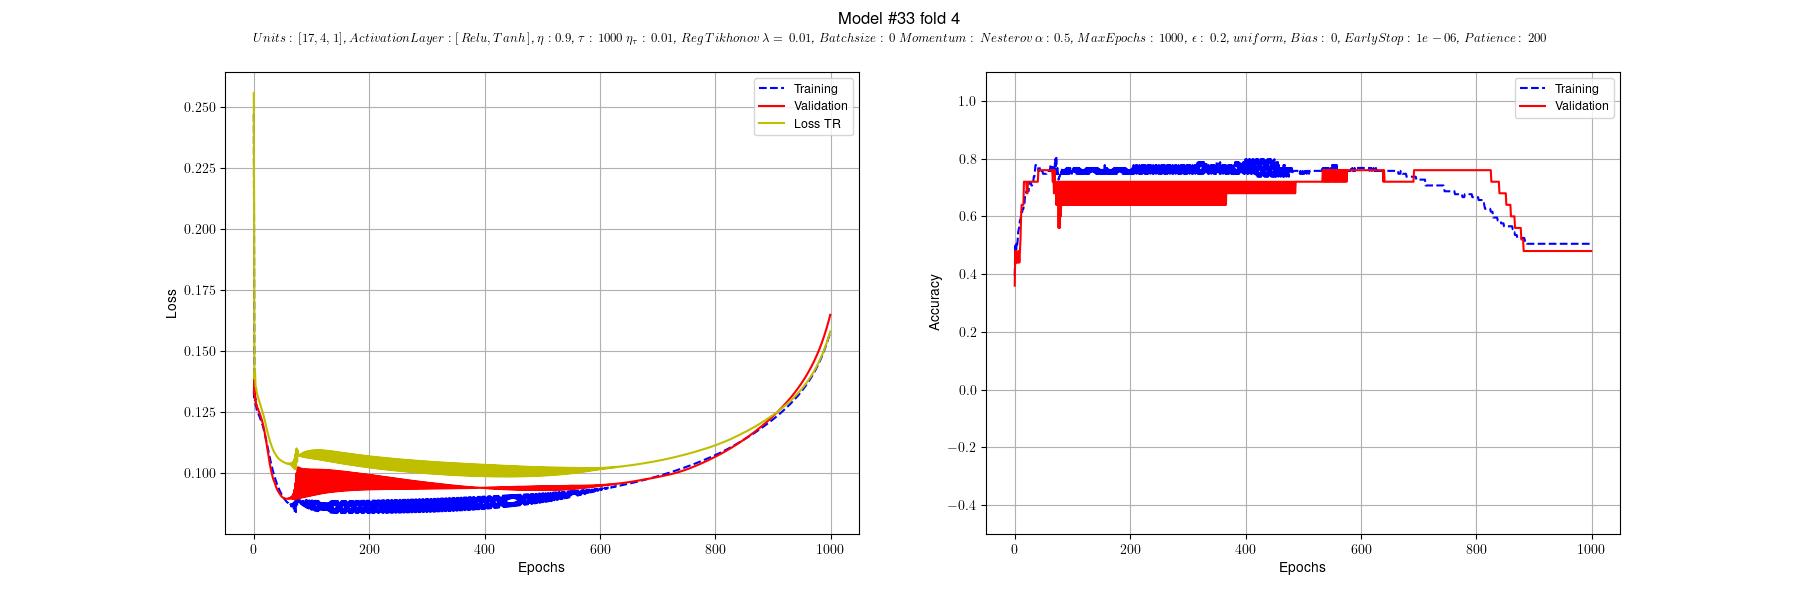 Model #33 fold 4
Units : [17, 4, 1], ActivationLayer : [Relu, Tanh], η : 0.9, τ : 1000 ητ : 0.01, RegTikhonov λ = 0.01, Batchsize : 0 Momentum : Nesterov α : 0.5, MaxEpochs : 1000, ϵ : 0.2, uniform, Bias : 0, EarlyStop : 1e − 06, Patience : 200
Training
Validation
Loss TR
0.250
0.225
0.200
0.175
0.150
0.125
0.100
Loss
0 200 400 600 800 1000
Epochs
Training
Validation
1.0
0.8
0.6
0.4
0.2
0.0
−0.2
−0.4
Accuracy
0 200 400 600 800 1000
Epochs